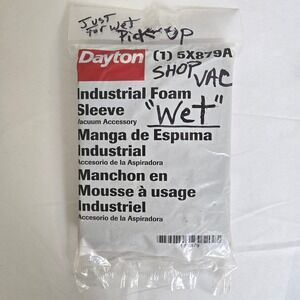 Just
for wet
Pick up
Dayton
(1) 5X879A
SHOP VAC
Industrial Foam
Sleeve
"Wet"
Vacuum Accessory
Manga de Espuma
Industrial
Accesorio de la Aspiradora
Manchon en
Mousse à usage
Industriel
Accesorio de la Aspiradora